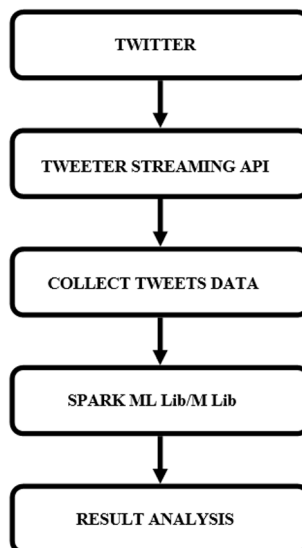 TWITTER
TWEETER STREAMING API
COLLECT TWEETS DATA
SPARK ML Lib/M Lib
RESULT ANALYSIS